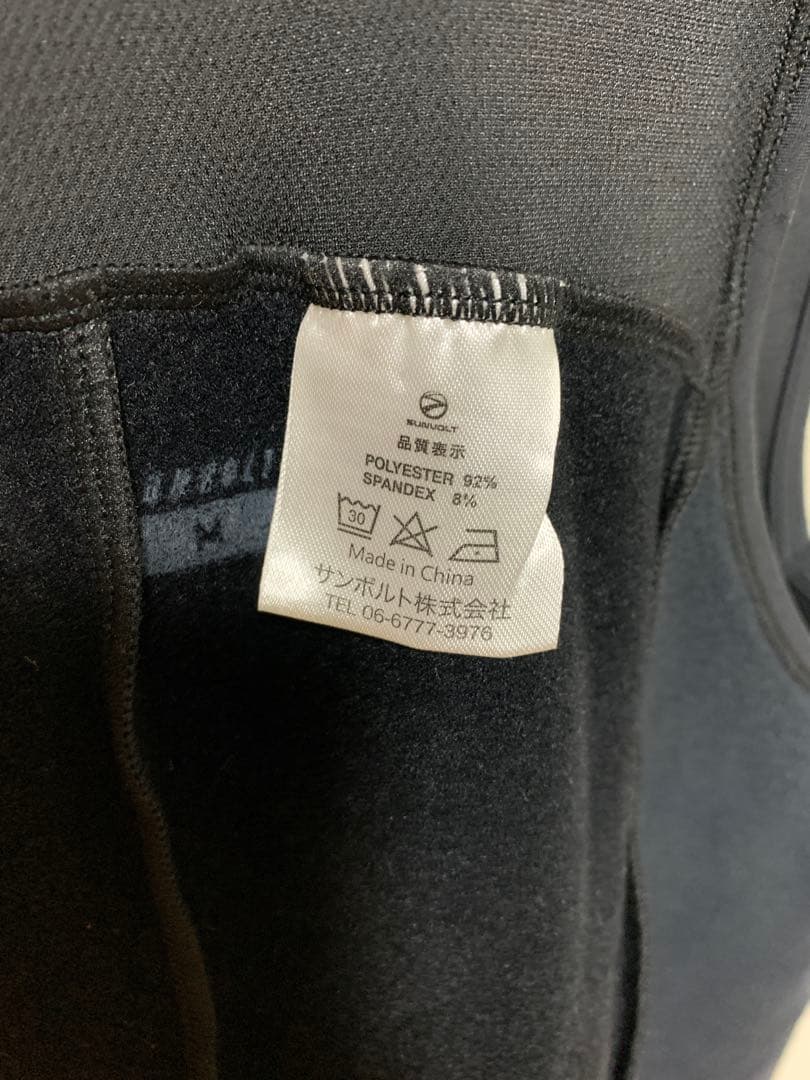 SUNVOLT
品質表示
POLYESTER 92%
SPANDEX 8%
30
Made in China
サンボルト株式会社
TEL 06-6777-3976
M